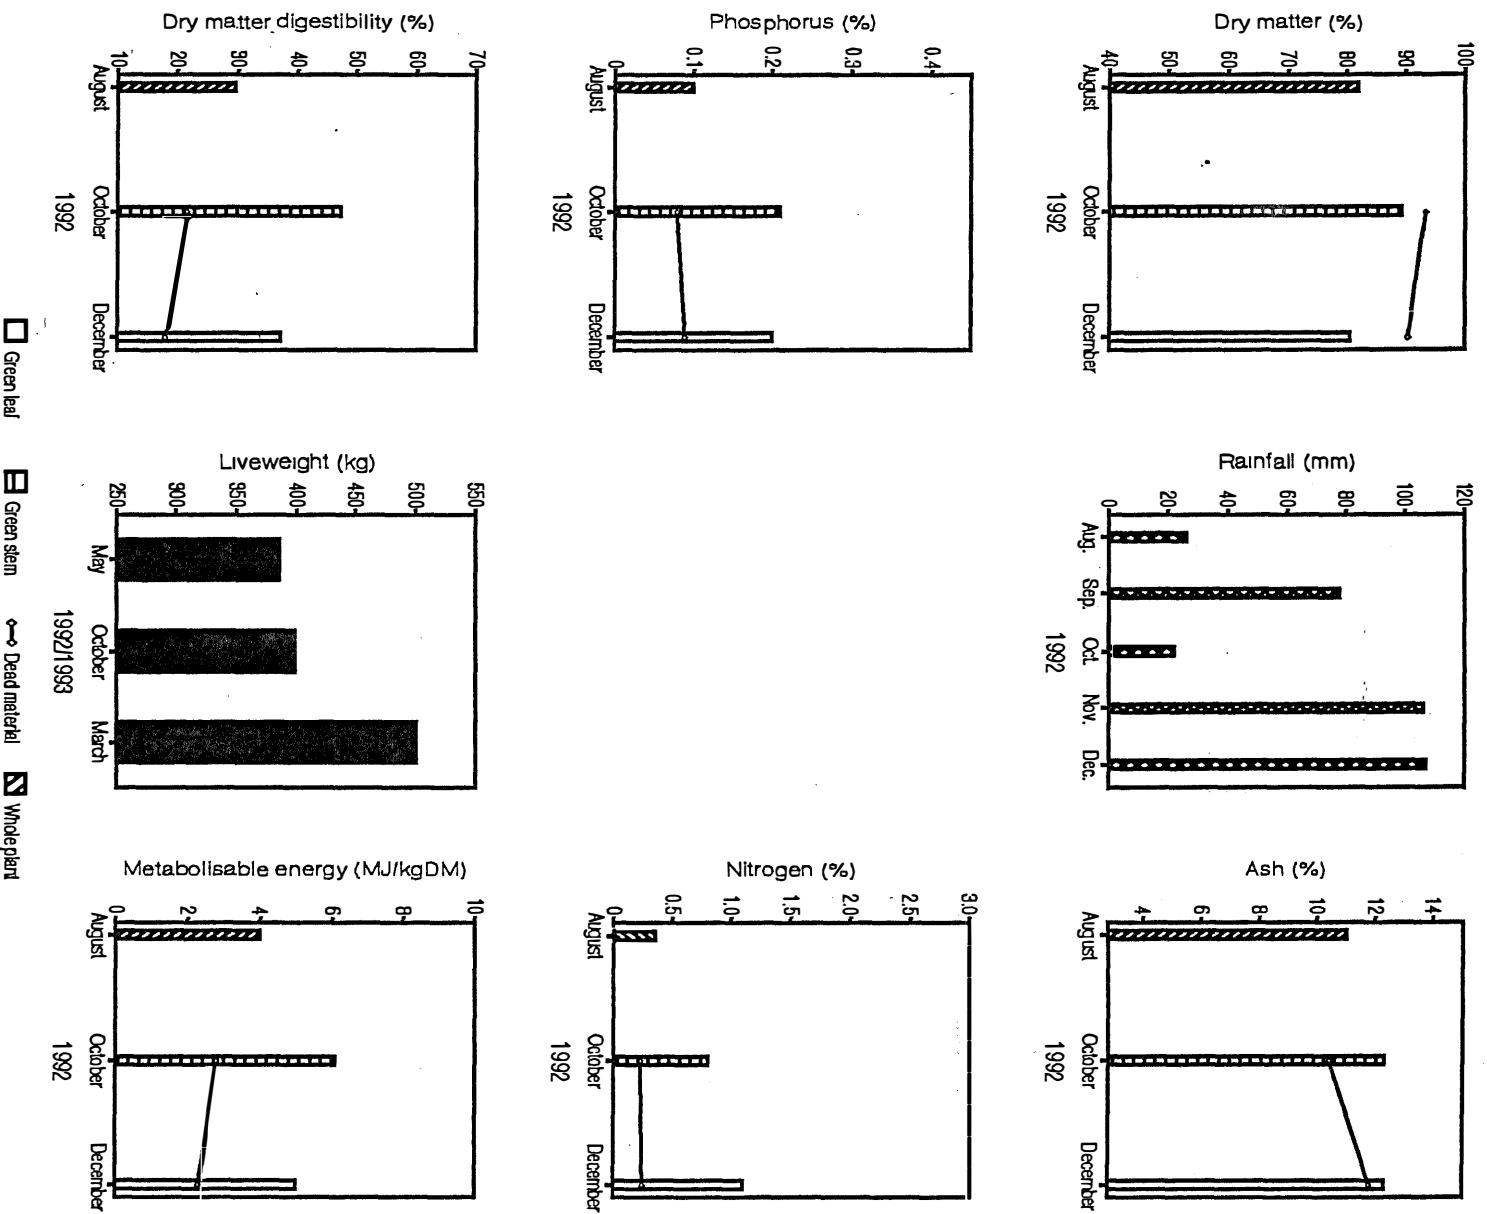 Dry matter (%)
100
90
80
70
60
50
40
August
October
December
1992
Rainfall (mm)
120
100
80
60
40
20
0
Aug.
Sep.
Oct.
Nov.
Dec.
1992
Ash (%)
14
12
10
8
6
4
August
October
December
1992
Phosphorus (%)
0.4
0.3
0.2
0.1
0
August
October
December
1992
Nitrogen (%)
3.0
2.5
2.0
1.5
1.0
0.5
0
August
October
December
1992
Dry matter digestibility (%)
70
60
50
40
30
20
10
August
October
December
1992
Liveweight (kg)
550
500
450
400
350
300
250
May
October
March
1992/1993
Metabolisable energy (MJ/kgDM)
10
8
6
4
2
0
August
October
December
1992
Green leaf
Green stem
Dead material
Whole plant